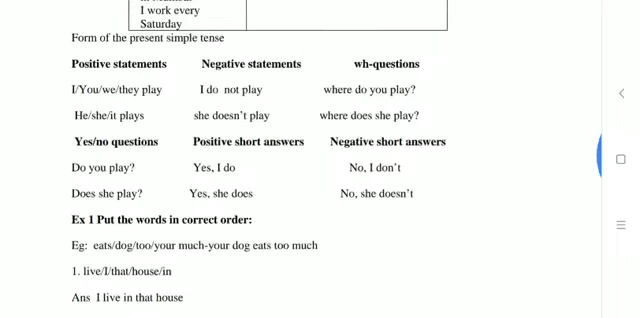 I work every
Saturday
Form of the present simple tense
Positive statements Negative statements wh-questions
I/You/we/they play I do not play where do you play?
He/she/it plays she doesn't play where does she play?
Yes/no questions Positive short answers Negative short answers
Do you play? Yes, I do No, I don't
Does she play? Yes, she does No, she doesn't
Ex 1 Put the words in correct order:
Eg: eats/dog/too/your much-your dog eats too much
1. live/I/that/house/in
Ans I live in that house